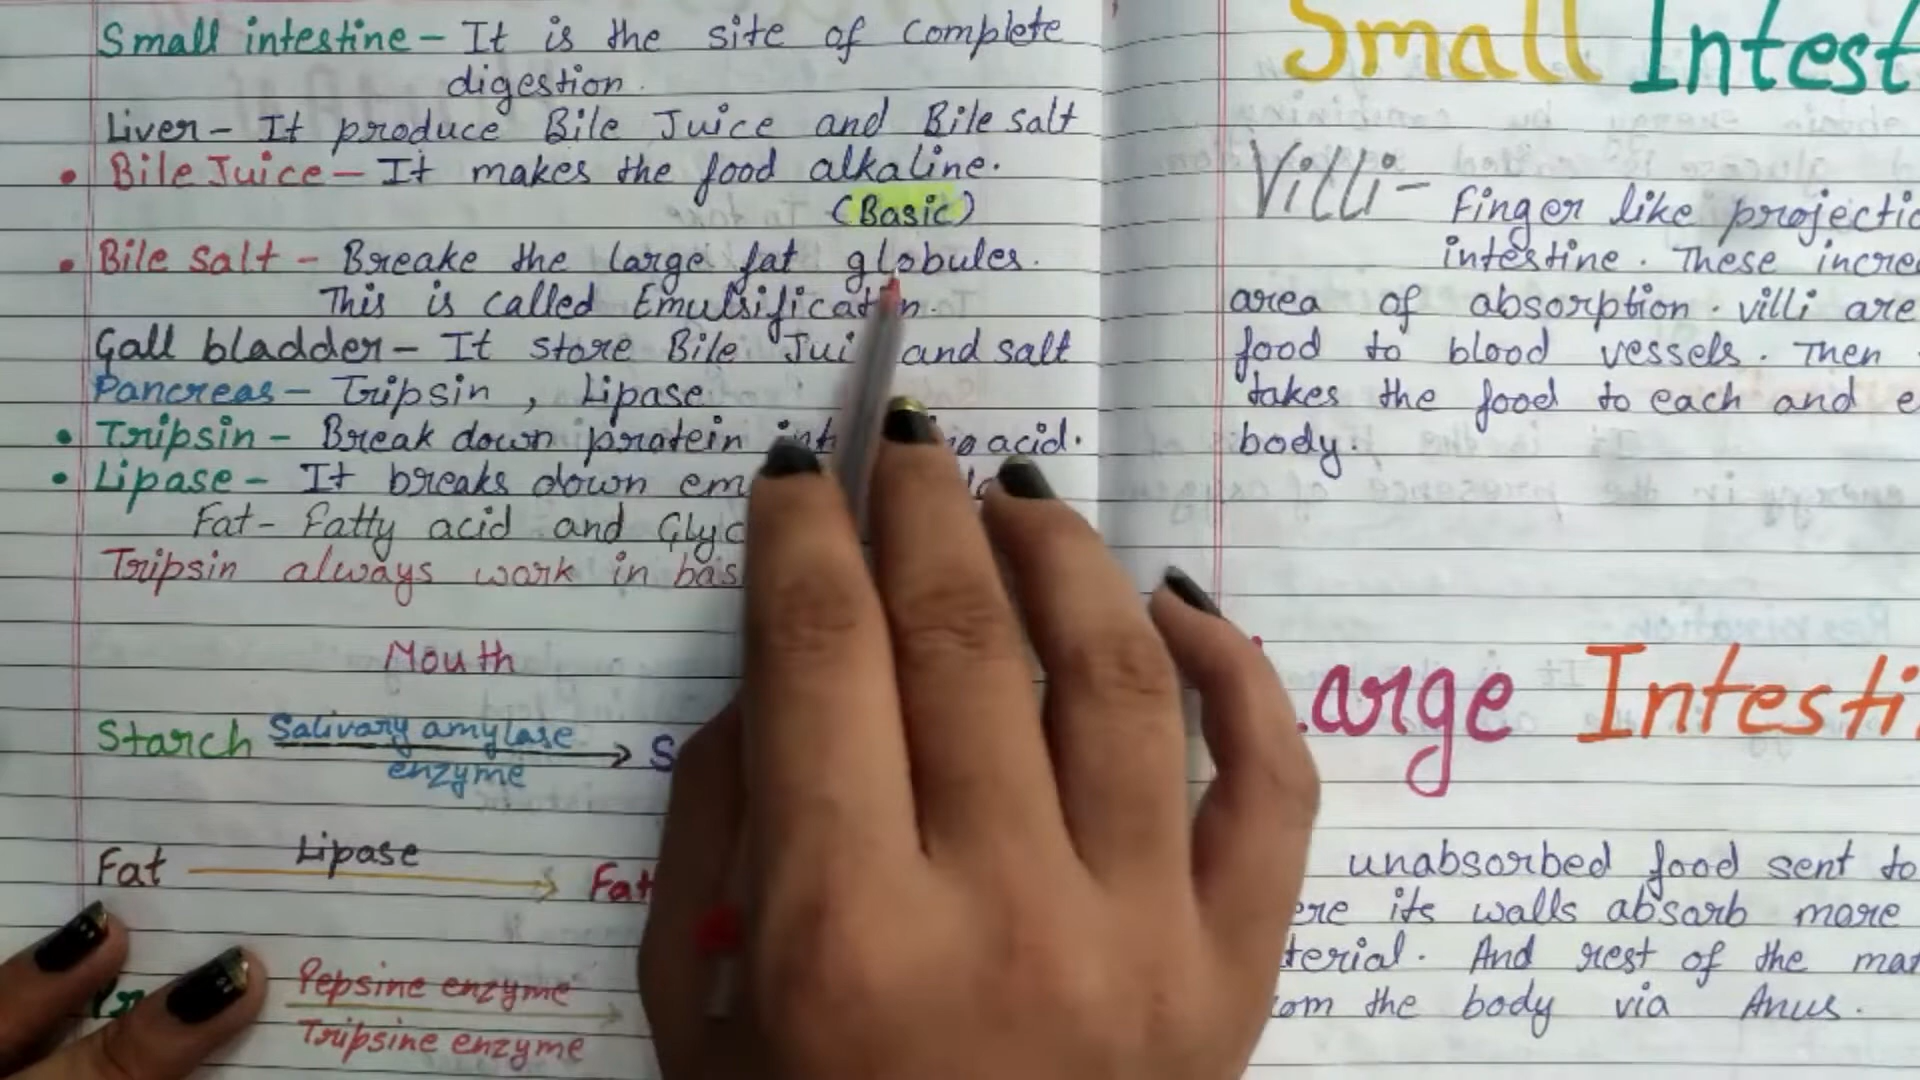 Small intestine - It is the site of complete
digestion.
Liver - It produce Bile Juice and Bile salt
• Bile Juice - It makes the food alkaline.
(Basic)
• Bile salt - Breake the large fat globules.
This is called Emulsification.
Gall bladder - It store Bile and salt
Pancreas - Tripsin , Lipase
• Tripsin - Break down protein acid.
• Lipase - It breaks down
Fat - Fatty acid and
Tripsin always work in
Mouth
Starch Salivary amylase
enzyme
Fat Lipase
Pepsine enzyme
Tripsine enzyme
Small
Villi - Finger like
intestine. These
area of absorption. villi are
food to blood vessels. Then
takes the food to each and
body.
unabsorbed food sent to
its walls absorb more
And rest of the
the body via Anus.